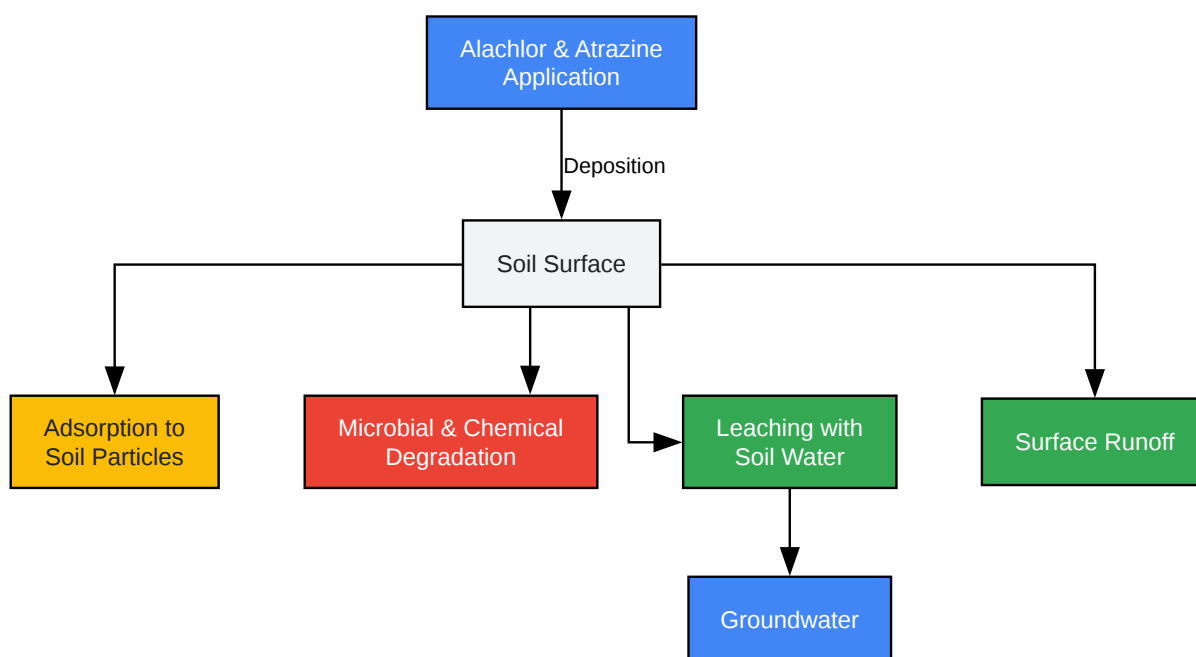 Alachlor & Atrazine
Application
Deposition
Soil Surface
Adsorption to
Soil Particles
Microbial & Chemical
Degradation
Leaching with
Soil Water
Surface Runoff
Groundwater